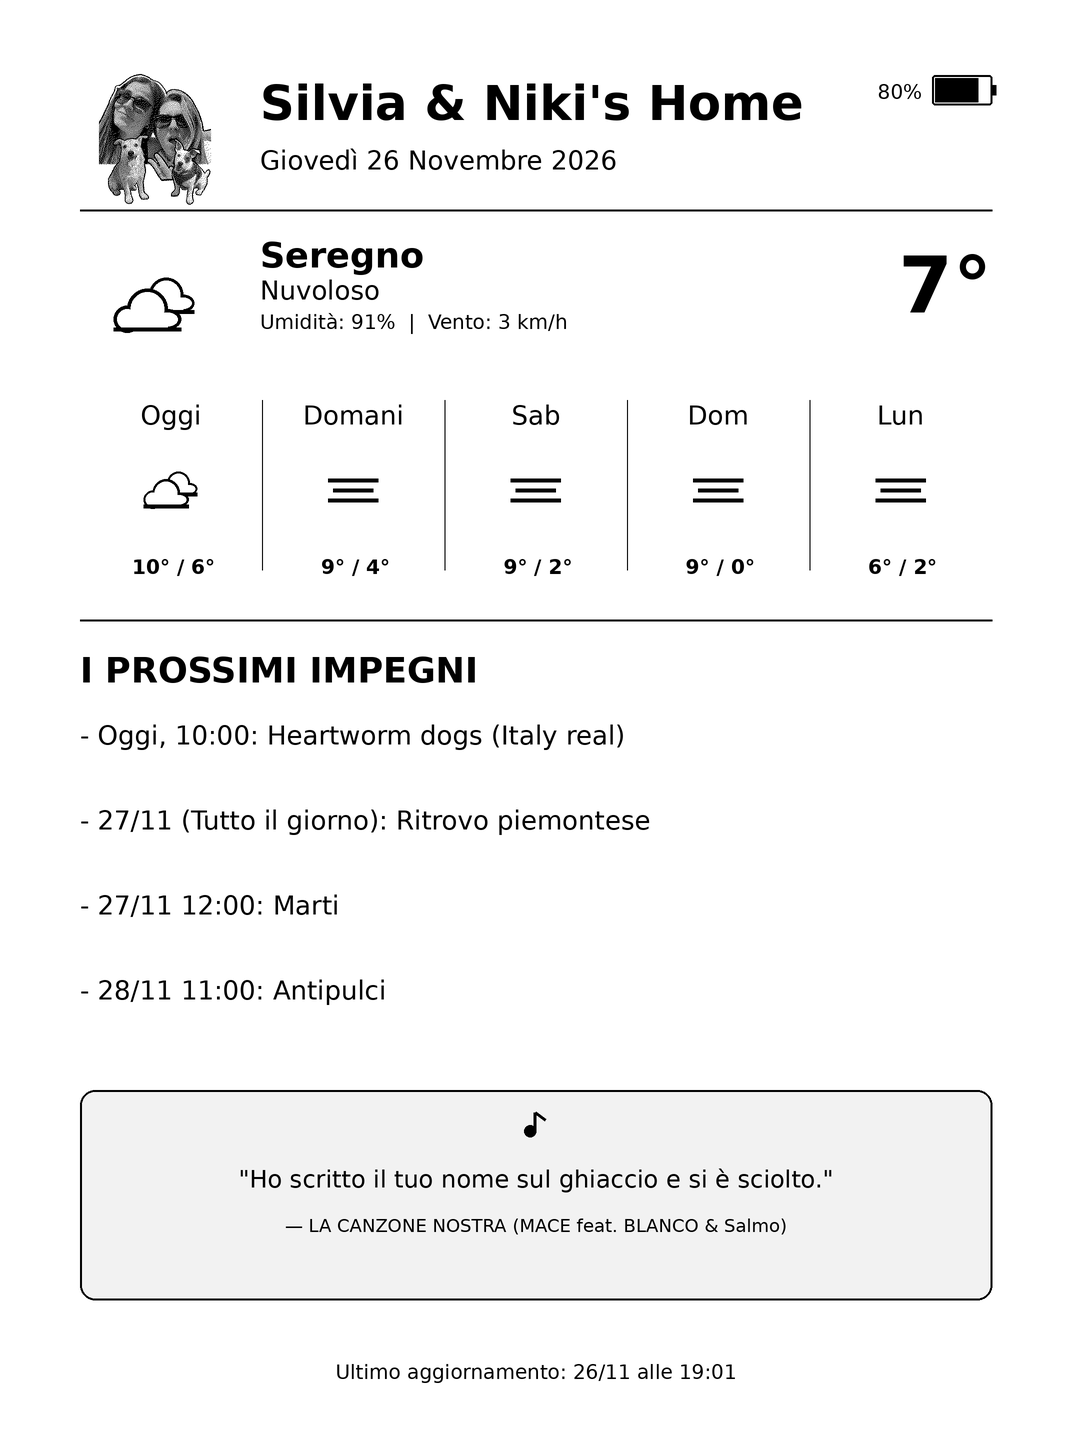 Silvia & Niki's Home
80%
Giovedì 26 Novembre 2026
Seregno
Nuvoloso
Umidità: 91% | Vento: 3 km/h
7°
Oggi Domani Sab Dom Lun
10° / 6° 9° / 4° 9° / 2° 9° / 0° 6° / 2°
I PROSSIMI IMPEGNI
- Oggi, 10:00: Heartworm dogs (Italy real)
- 27/11 (Tutto il giorno): Ritrovo piemontese
- 27/11 12:00: Marti
- 28/11 11:00: Antipulci
"Ho scritto il tuo nome sul ghiaccio e si è sciolto."
— LA CANZONE NOSTRA (MACE feat. BLANCO & Salmo)
Ultimo aggiornamento: 26/11 alle 19:01